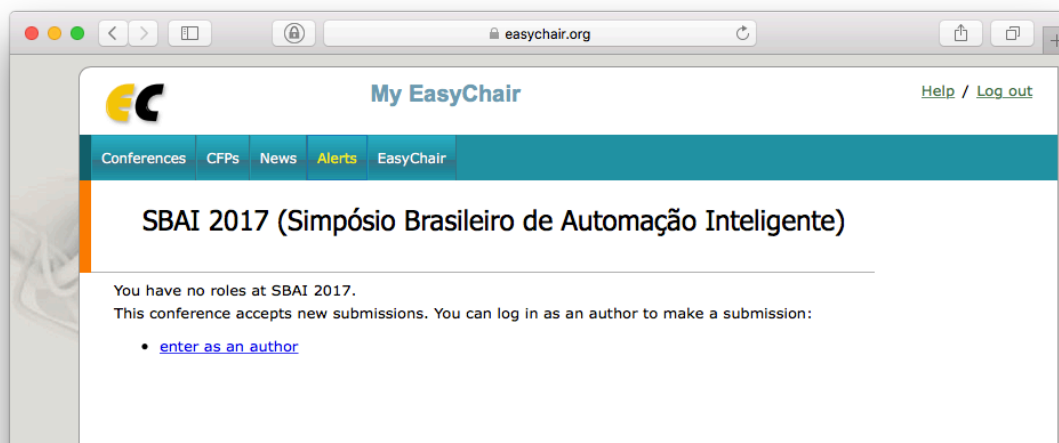 easychair.org
EC
My EasyChair
Help / Log out
Conferences CFPs News Alerts EasyChair
SBAI 2017 (Simpósio Brasileiro de Automação Inteligente)
You have no roles at SBAI 2017.
This conference accepts new submissions. You can log in as an author to make a submission:
• enter as an author